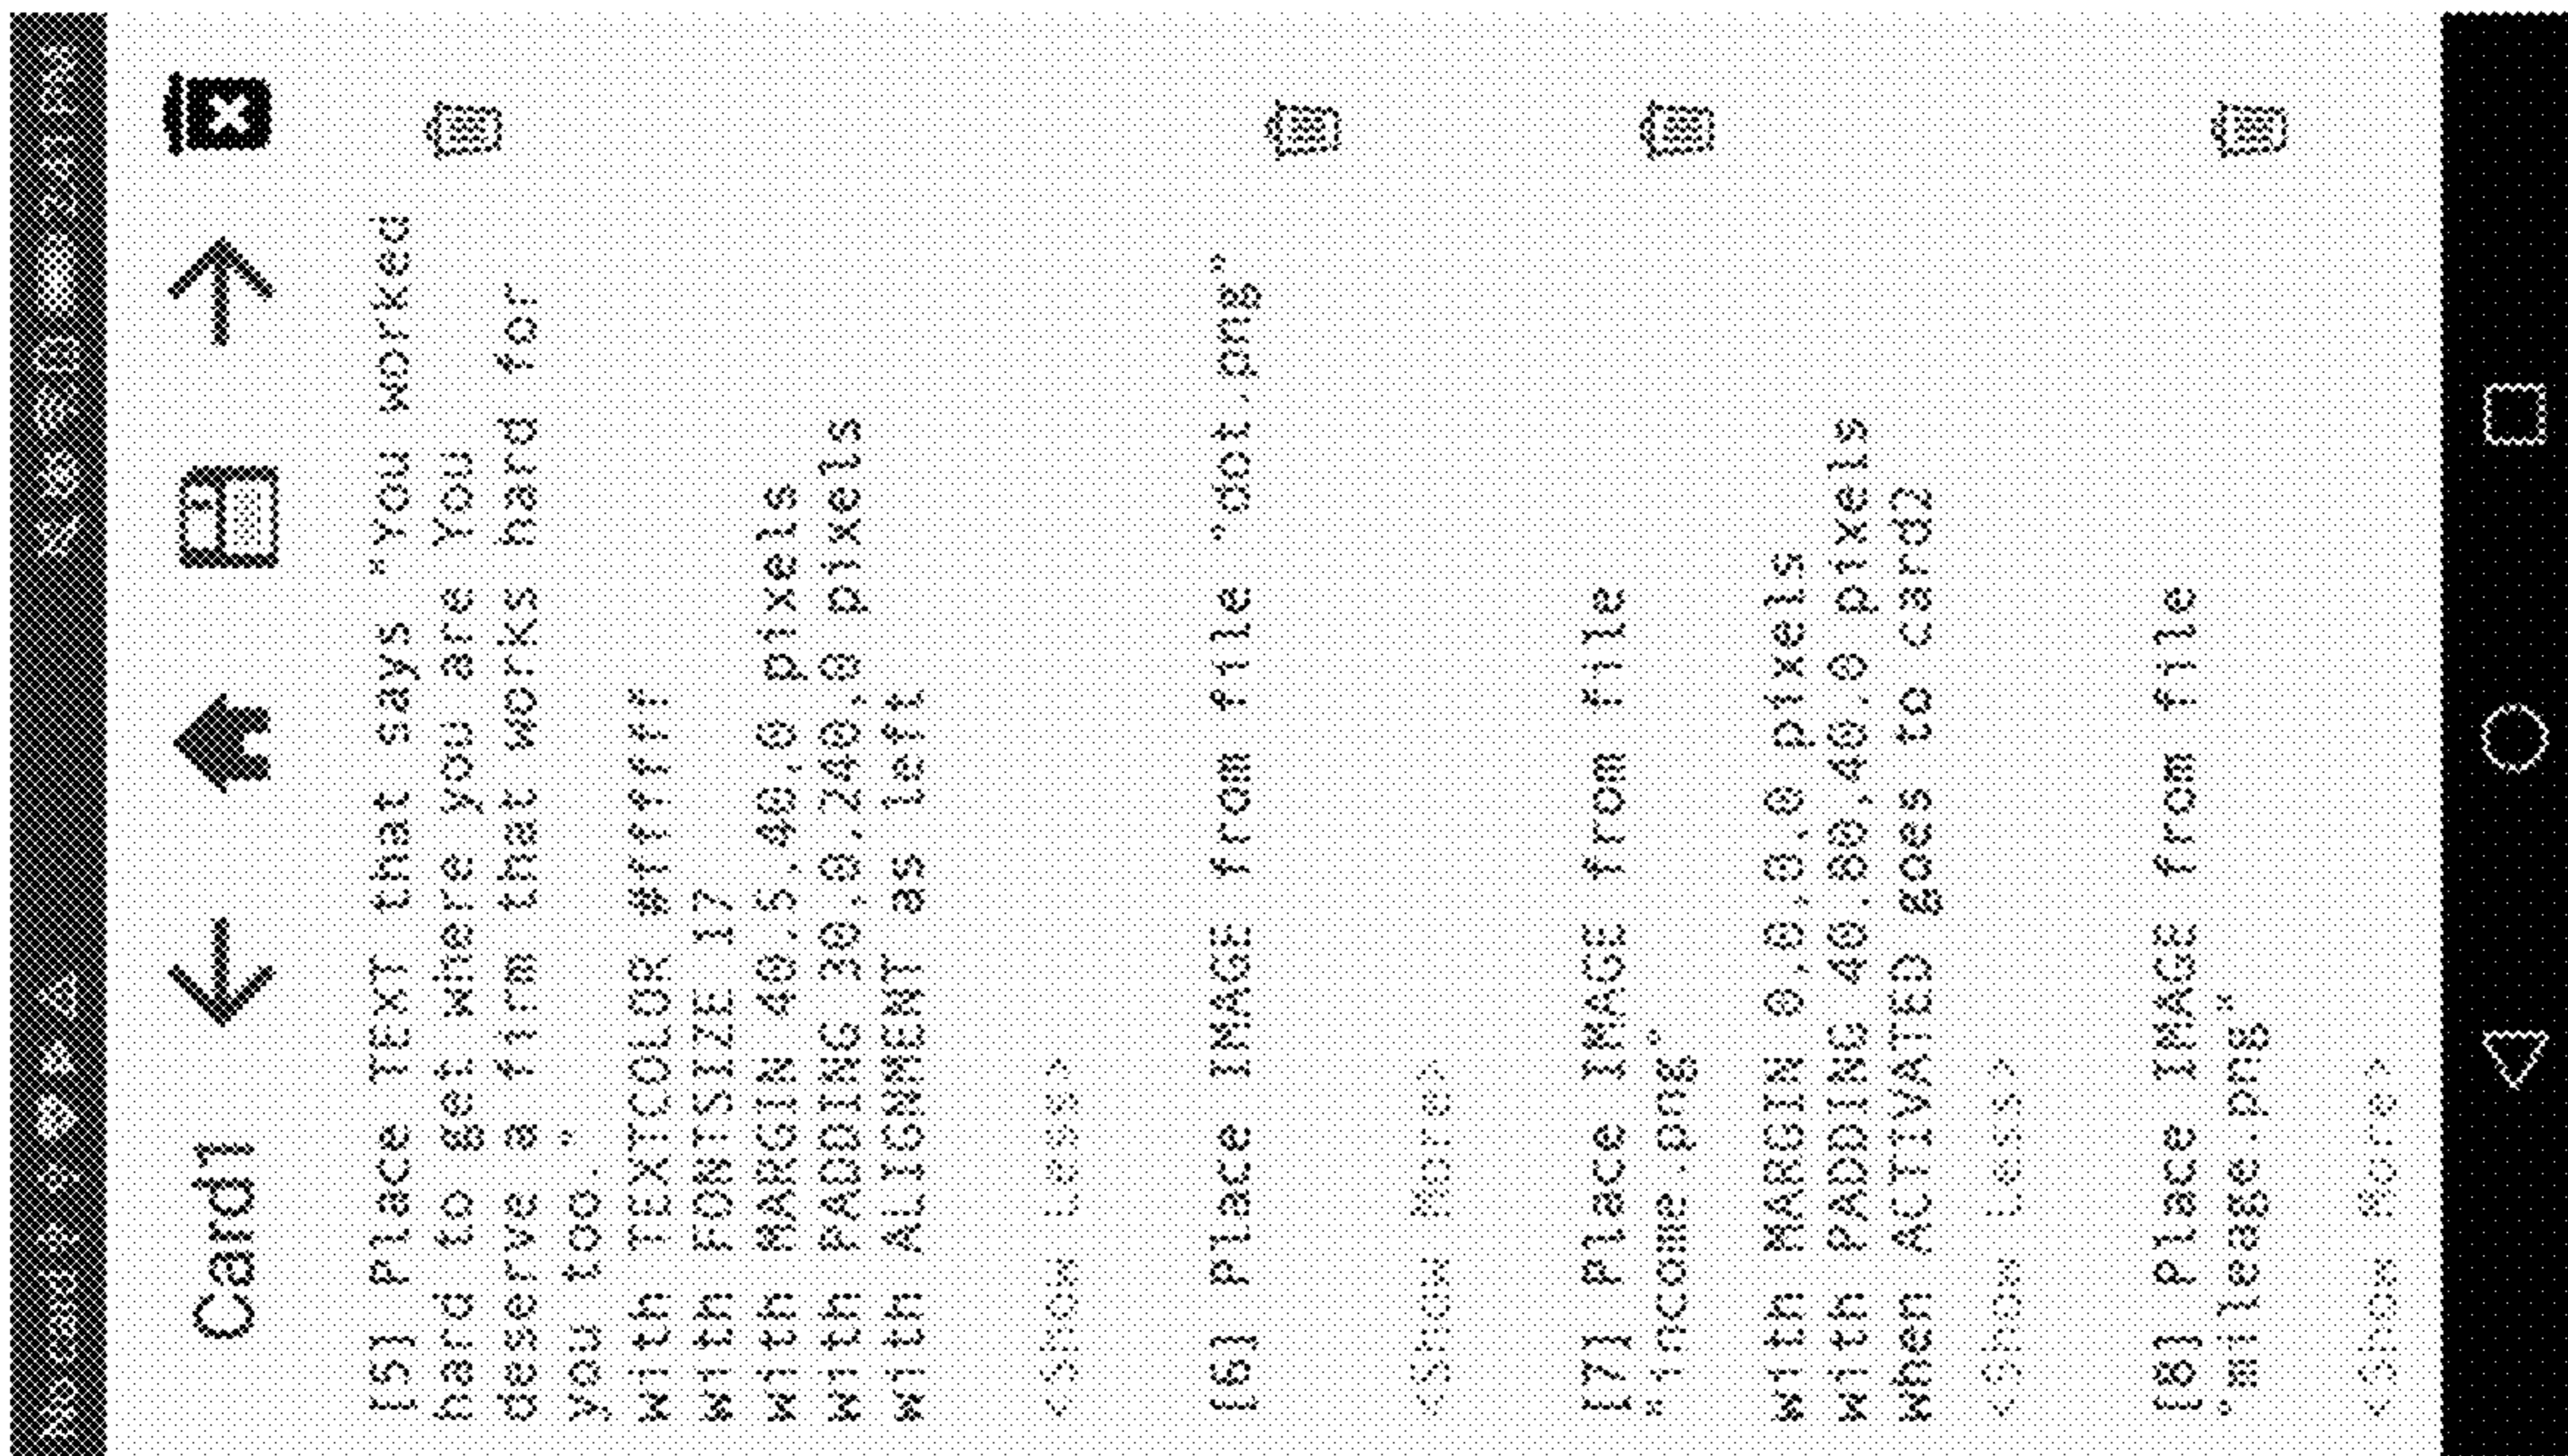 Card1
[5] Place TEXT that says "You worked
hard to get where you are You
deserve a firm that works hard for
you too."
with TEXTCOLOR #ffffff
with FONTSIZE 17
with MARGIN 40,5,40,0 pixels
with PADDING 30,0,240,0 pixels
with ALIGNMENT as left
<Show Less>
[6] Place IMAGE from file "dot.png"
<Show More>
[7] Place IMAGE from file
"income.png"
with MARGIN 0,0,0,0 pixels
with PADDING 40,80,40,0 pixels
when ACTIVATED goes to card2
<Show Less>
[8] Place IMAGE from file
"mileage.png"
<Show More>